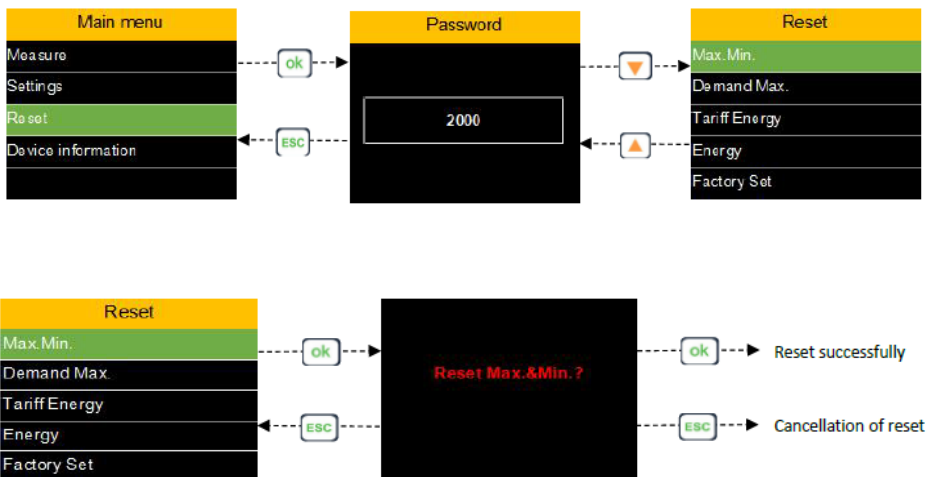 Main menu
Measure
Settings
Reset
Device information
ok
ESC
Password
2000
Reset
Max.Min.
Demand Max.
Tariff Energy
Energy
Factory Set
Reset
Max.Min.
Demand Max.
Tariff Energy
Energy
Factory Set
ok
ESC
Reset Max.&Min.?
ok
Reset successfully
ESC
Cancellation of reset